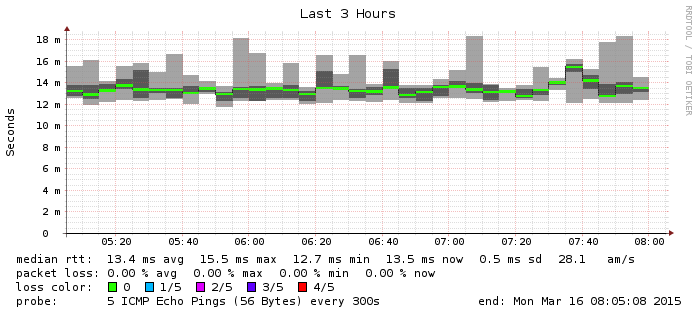 Last 3 Hours
RRDTOOL / TOBI OETIKER
Seconds
18 m
16 m
14 m
12 m
10 m
8 m
6 m
4 m
2 m
0
05:20 05:40 06:00 06:20 06:40 07:00 07:20 07:40 08:00
median rtt: 13.4 ms avg 15.5 ms max 12.7 ms min 13.5 ms now 0.5 ms sd 28.1 am/s
packet loss: 0.00 % avg 0.00 % max 0.00 % min 0.00 % now
loss color: 0 1/5 2/5 3/5 4/5
probe: 5 ICMP Echo Pings (56 Bytes) every 300s end: Mon Mar 16 08:05:08 2015